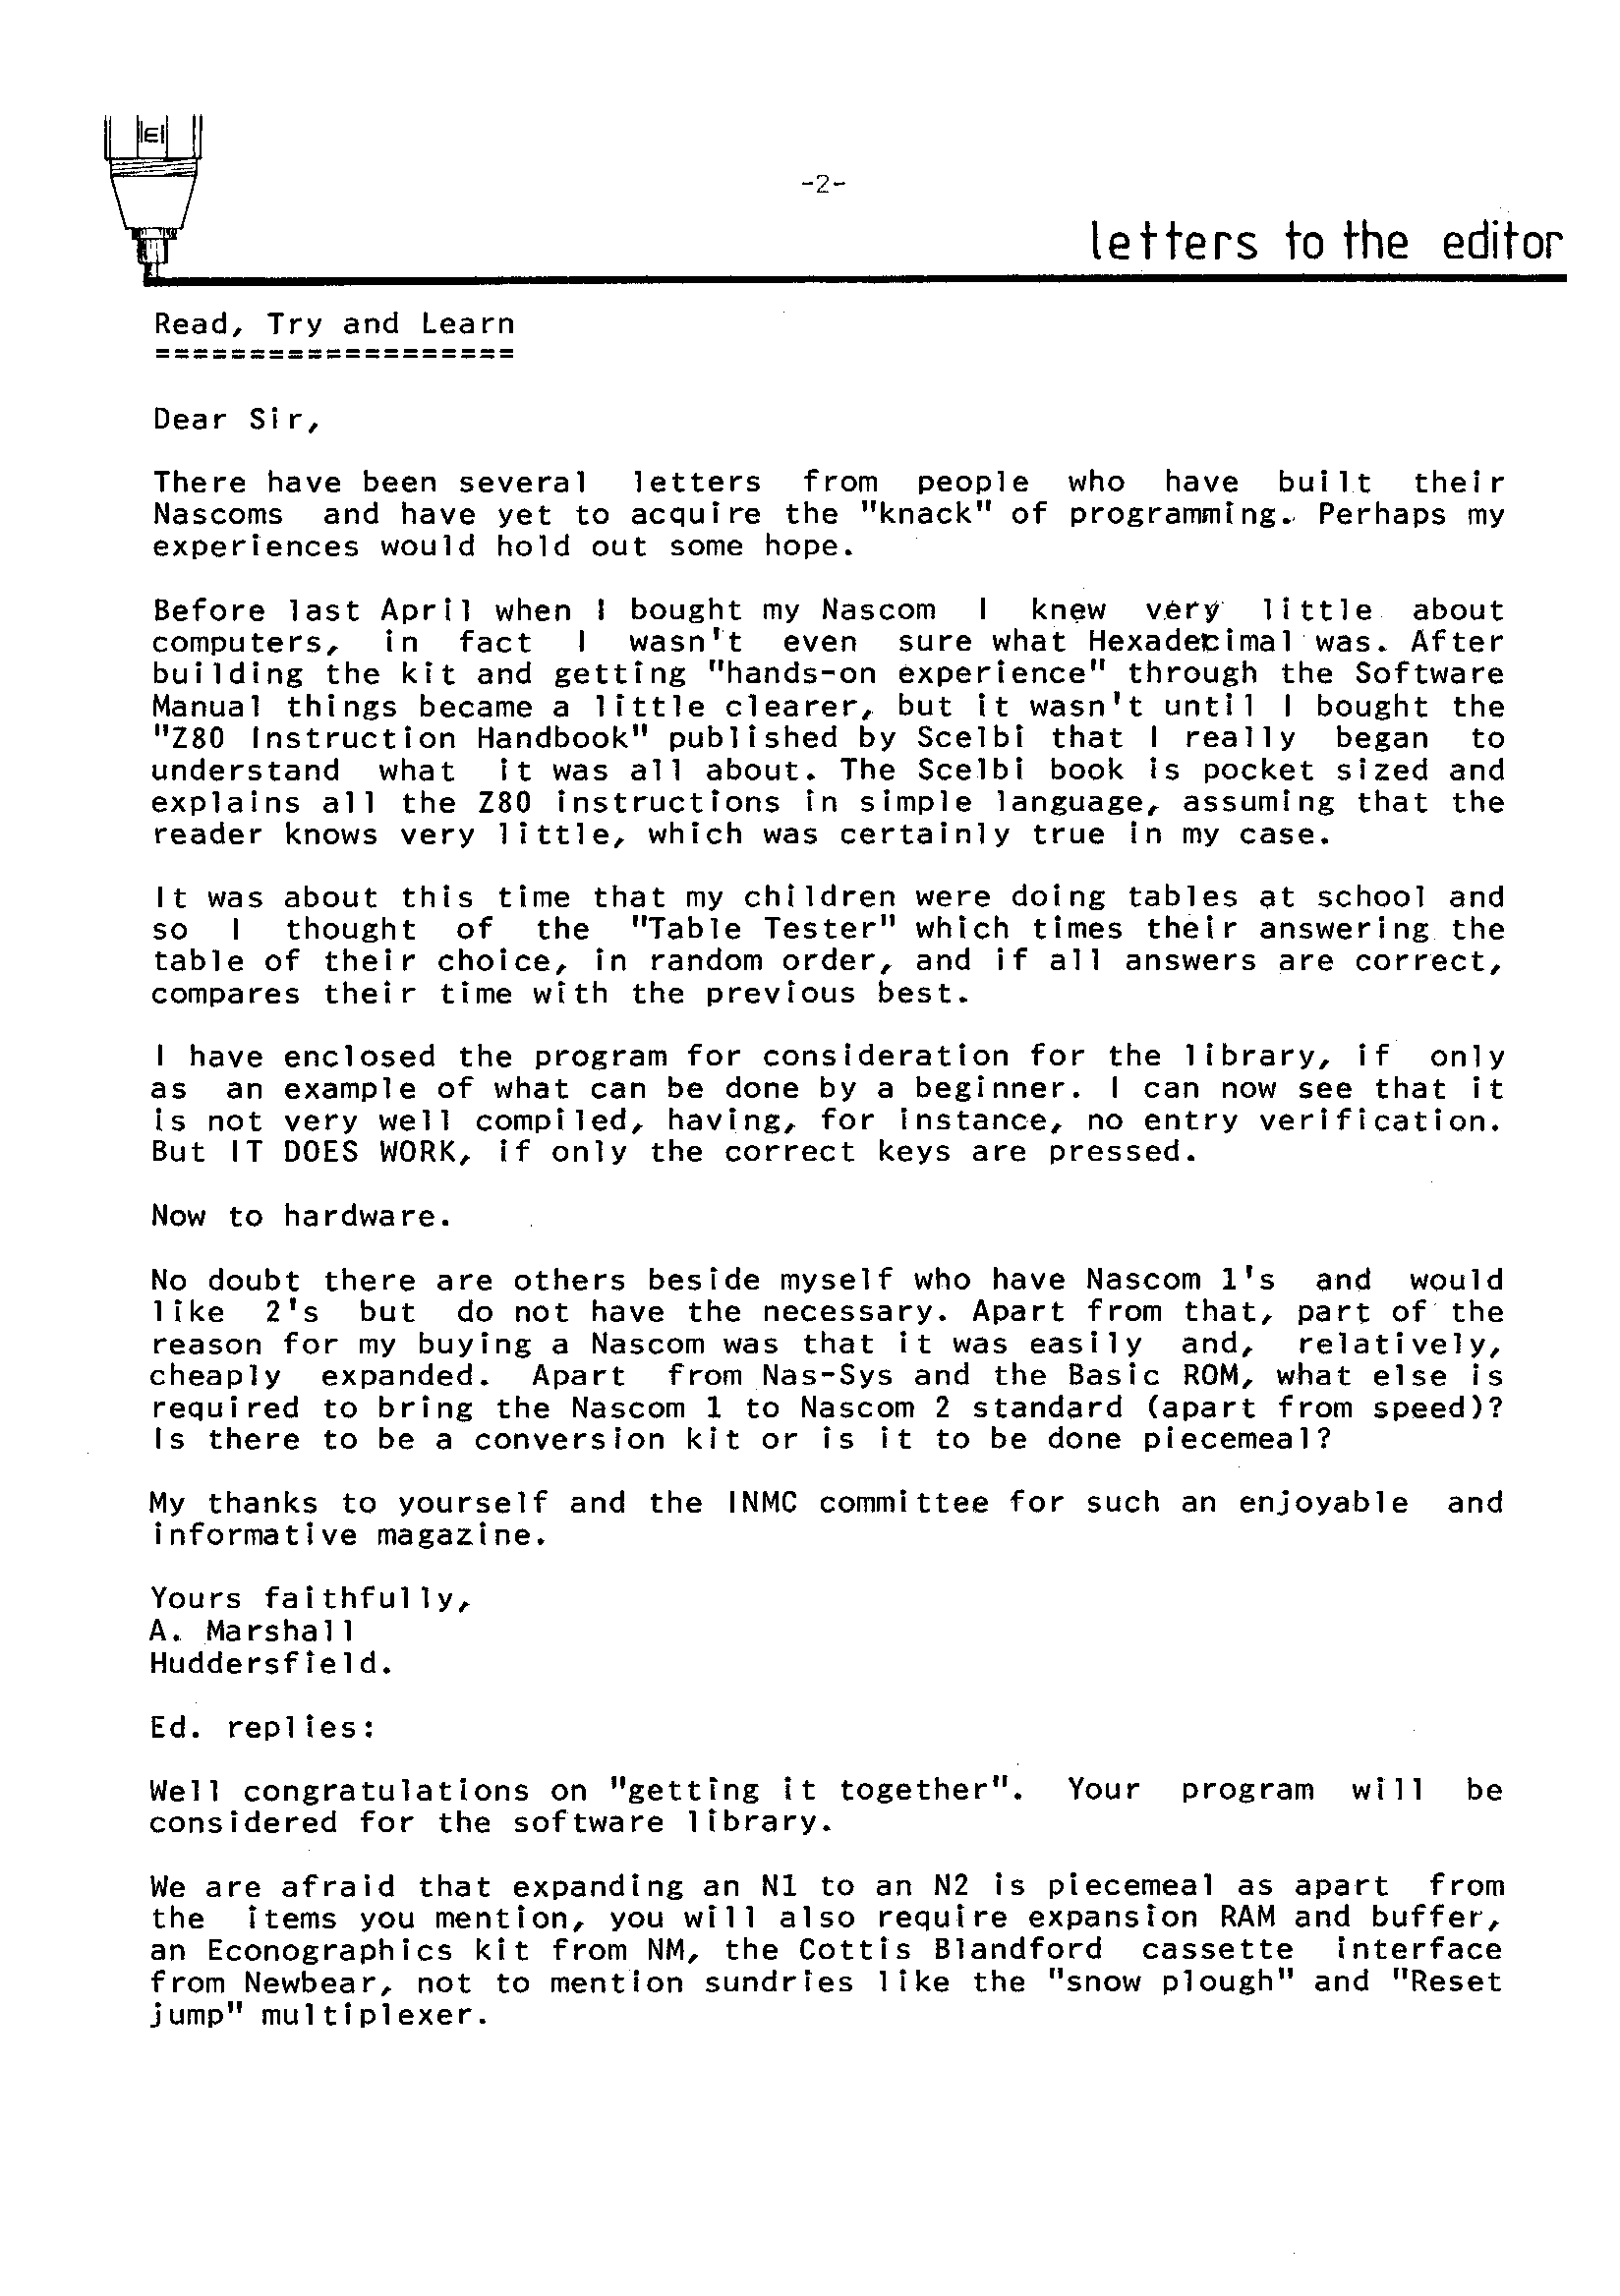 -2-
letters to the editor
Read, Try and Learn
===================
Dear Sir,
There have been several letters from people who have built their
Nascoms and have yet to acquire the "knack" of programming. Perhaps my
experiences would hold out some hope.
Before last April when I bought my Nascom I knew very little about
computers, in fact I wasn't even sure what Hexadecimal was. After
building the kit and getting "hands-on experience" through the Software
Manual things became a little clearer, but it wasn't until I bought the
"Z80 Instruction Handbook" published by Scelbi that I really began to
understand what it was all about. The Scelbi book is pocket sized and
explains all the Z80 instructions in simple language, assuming that the
reader knows very little, which was certainly true in my case.
It was about this time that my children were doing tables at school and
so I thought of the "Table Tester" which times their answering the
table of their choice, in random order, and if all answers are correct,
compares their time with the previous best.
I have enclosed the program for consideration for the library, if only
as an example of what can be done by a beginner. I can now see that it
is not very well compiled, having, for instance, no entry verification.
But IT DOES WORK, if only the correct keys are pressed.
Now to hardware.
No doubt there are others beside myself who have Nascom 1's and would
like 2's but do not have the necessary. Apart from that, part of the
reason for my buying a Nascom was that it was easily and, relatively,
cheaply expanded. Apart from Nas-Sys and the Basic ROM, what else is
required to bring the Nascom 1 to Nascom 2 standard (apart from speed)?
Is there to be a conversion kit or is it to be done piecemeal?
My thanks to yourself and the INMC committee for such an enjoyable and
informative magazine.
Yours faithfully,
A. Marshall
Huddersfield.
Ed. replies:
Well congratulations on "getting it together". Your program will be
considered for the software library.
We are afraid that expanding an N1 to an N2 is piecemeal as apart from
the items you mention, you will also require expansion RAM and buffer,
an Econographics kit from NM, the Cottis Blandford cassette interface
from Newbear, not to mention sundries like the "snow plough" and "Reset
jump" multiplexer.